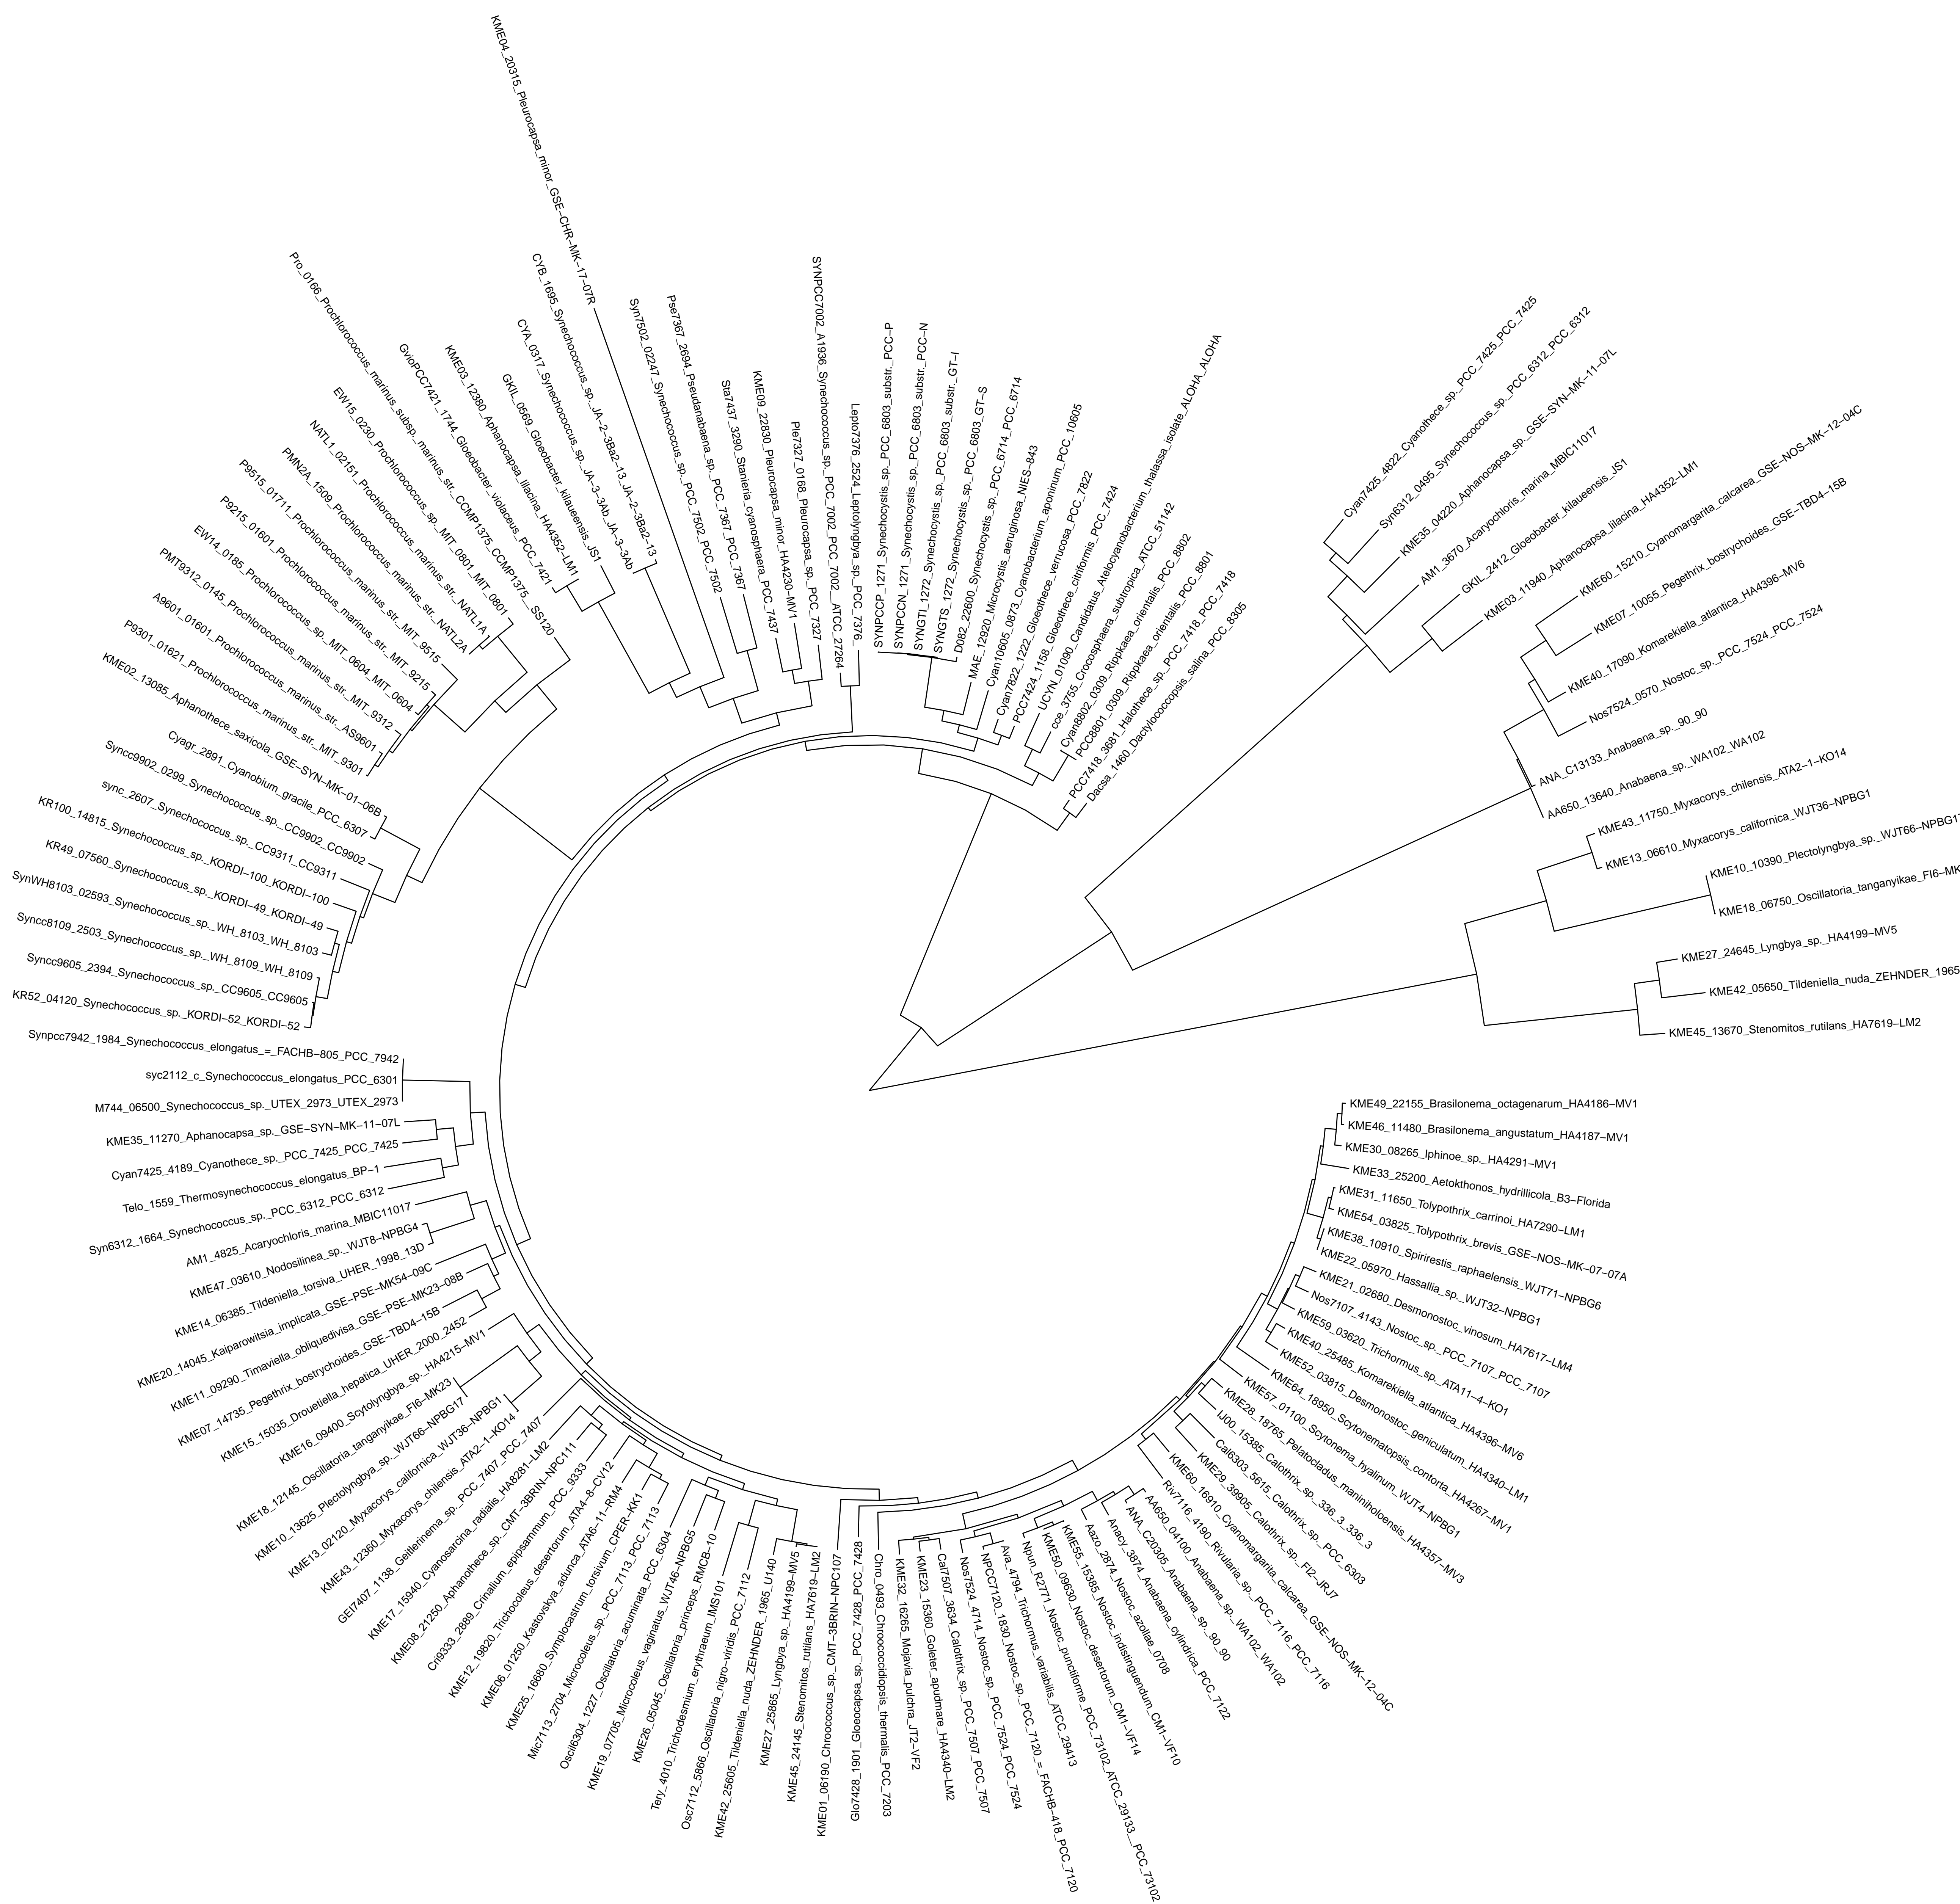 KME04_20315_Pleurocapsa_minor_GSE−CHR−MK−17−07R
CYB_1695_Synechococcus_sp._JA−2−3Ba2−13_JA−2−3Ba2−13
CYA_0317_Synechococcus_sp._JA−3−3Ab_JA−3−3Ab
GKIL_0569_Gloeobacter_kilaueensis_JS1
KME03_12380_Aphanocapsa_lilacina_HA4352−LM1
GvioPCC7421_1744_Gloeobacter_violaceus_PCC_7421
Pro_0166_Prochlorococcus_marinus_subsp._marinus_str._CCMP1375_CCMP1375__SS120
EW15_0230_Prochlorococcus_sp._MIT_0801_MIT_0801
NATL1_02151_Prochlorococcus_marinus_str._NATL1A
PMN2A_1509_Prochlorococcus_marinus_str._NATL2A
P9515_01711_Prochlorococcus_marinus_str._MIT_9515
P9215_01601_Prochlorococcus_marinus_str._MIT_9215
EW14_0185_Prochlorococcus_sp._MIT_0604_MIT_0604
PMT9312_0145_Prochlorococcus_marinus_str._MIT_9312
A9601_01601_Prochlorococcus_marinus_str._AS9601
P9301_01621_Prochlorococcus_marinus_str._MIT_9301
KME02_13085_Aphanothece_saxicola_GSE−SYN−MK−01−06B
Cyagr_2891_Cyanobium_gracile_PCC_6307
Syncc9902_0299_Synechococcus_sp._CC9902_CC9902
sync_2607_Synechococcus_sp._CC9311_CC9311
KR100_14815_Synechococcus_sp._KORDI−100_KORDI−100
KR49_07560_Synechococcus_sp._KORDI−49_KORDI−49
SynWH8103_02593_Synechococcus_sp._WH_8103_WH_8103
Syncc8109_2503_Synechococcus_sp._WH_8109_WH_8109
Syncc9605_2394_Synechococcus_sp._CC9605_CC9605
KR52_04120_Synechococcus_sp._KORDI−52_KORDI−52
Synpcc7942_1984_Synechococcus_elongatus_=_FACHB−805_PCC_7942
syc2112_c_Synechococcus_elongatus_PCC_6301
M744_06500_Synechococcus_sp._UTEX_2973_UTEX_2973
KME35_11270_Aphanocapsa_sp._GSE−SYN−MK−11−07L
Cyan7425_4189_Cyanothece_sp._PCC_7425_PCC_7425
Telo_1559_Thermosynechococcus_elongatus_BP−1
Syn6312_1664_Synechococcus_sp._PCC_6312_PCC_6312
AM1_4825_Acaryochloris_marina_MBIC11017
KME47_03610_Nodosilinea_sp._WJT8−NPBG4
KME14_06385_Tildeniella_torsiva_UHER_1998_13D
KME20_14045_Kaiparowitsia_implicata_GSE−PSE−MK54−09C
KME11_09290_Timaviella_obliquedivisa_GSE−PSE−MK23−08B
KME07_14735_Pegethrix_bostrychoides_GSE−TBD4−15B
KME15_15035_Drouetiella_hepatica_UHER_2000_2452
KME16_09400_Scytolyngbya_sp._HA4215−MV1
KME18_12145_Oscillatoria_tanganyikae_FI6−MK23
KME10_13625_Plectolyngbya_sp._WJT66−NPBG17
KME13_02120_Myxacorys_californica_WJT36−NPBG1
KME43_12360_Myxacorys_chilensis_ATA2−1−KO14
GEI7407_1138_Geitlerinema_sp._PCC_7407_PCC_7407
KME17_15940_Cyanosarcina_radialis_HA8281−LM2
KME08_21250_Aphanothece_sp._CMT−3BRIN−NPC111
Cri9333_2889_Crinalium_epipsammum_PCC_9333
KME12_19820_Trichocoleus_desertorum_ATA4−8−CV12
KME06_01250_Kastovskya_adunca_ATA6−11−RM4
KME25_16680_Symplocastrum_torsivum_CPER−KK1
Mic7113_2704_Microcoleus_sp._PCC_7113_PCC_7113
Oscil6304_1227_Oscillatoria_acuminata_PCC_6304
KME19_07705_Microcoleus_vaginatus_WJT46−NPBG5
KME26_05045_Oscillatoria_princeps_RMCB−10
Tery_4010_Trichodesmium_erythraeum_IMS101
Osc7112_5866_Oscillatoria_nigro−viridis_PCC_7112
KME42_25605_Tildeniella_nuda_ZEHNDER_1965_U140
KME27_25865_Lyngbya_sp._HA4199−MV5
KME45_24145_Stenomitos_rutilans_HA7619−LM2
KME01_06190_Chroococcus_sp._CMT−3BRIN−NPC107
Glo7428_1901_Gloeocapsa_sp._PCC_7428_PCC_7428
Chro_0493_Chroococcidiopsis_thermalis_PCC_7203
KME32_16265_Mojavia_pulchra_JT2−VF2
KME23_15360_Goleter_apudmare_HA4340−LM2
Cal7507_3634_Calothrix_sp._PCC_7507_PCC_7507
Nos7524_4714_Nostoc_sp._PCC_7524_PCC_7524
NPCC7120_1830_Nostoc_sp._PCC_7120_=_FACHB−418_PCC_7120
Ava_4794_Trichormus_variabilis_ATCC_29413
Npun_R2771_Nostoc_punctiforme_PCC_73102_ATCC_29133__PCC_73102
KME50_09630_Nostoc_desertorum_CM1−VF14
KME55_15385_Nostoc_indistinguendum_CM1−VF10
Aazo_2874_Nostoc_azollae_0708
Anacy_3874_Anabaena_cylindrica_PCC_7122
ANA_C20305_Anabaena_sp._90_90
AA650_04100_Anabaena_sp._WA102_WA102
Riv7116_4190_Rivularia_sp._PCC_7116_PCC_7116
KME60_16910_Cyanomargarita_calcarea_GSE−NOS−MK−12−04C
KME29_39905_Calothrix_sp._FI2−JRJ7
Cal6303_5615_Calothrix_sp._PCC_6303
IJ00_15385_Calothrix_sp._336_3_336_3
KME28_18765_Pelatocladus_maniniholoensis_HA4357−MV3
KME57_01100_Scytonema_hyalinum_WJT4−NPBG1
KME64_18950_Scytonematopsis_contorta_HA4267−MV1
KME52_03815_Desmonostoc_geniculatum_HA4340−LM1
KME40_25485_Komarekiella_atlantica_HA4396−MV6
KME59_03620_Trichormus_sp._ATA11−4−KO1
Nos7107_4143_Nostoc_sp._PCC_7107_PCC_7107
KME21_02680_Desmonostoc_vinosum_HA7617−LM4
KME22_05970_Hassallia_sp._WJT32−NPBG1
KME38_10910_Spirirestis_raphaelensis_WJT71−NPBG6
KME54_03825_Tolypothrix_brevis_GSE−NOS−MK−07−07A
KME31_11650_Tolypothrix_carrinoi_HA7290−LM1
KME33_25200_Aetokthonos_hydrillicola_B3−Florida
KME30_08265_Iphinoe_sp._HA4291−MV1
KME46_11480_Brasilonema_angustatum_HA4187−MV1
KME49_22155_Brasilonema_octagenarum_HA4186−MV1
KME45_13670_Stenomitos_rutilans_HA7619−LM2
KME42_05650_Tildeniella_nuda_ZEHNDER_1965
KME27_24645_Lyngbya_sp._HA4199−MV5
KME18_06750_Oscillatoria_tanganyikae_FI6−MK
KME10_10390_Plectolyngbya_sp._WJT66−NPBG17
KME13_06610_Myxacorys_californica_WJT36−NPBG1
KME43_11750_Myxacorys_chilensis_ATA2−1−KO14
AA650_13640_Anabaena_sp._WA102_WA102
ANA_C13133_Anabaena_sp._90_90
Nos7524_0570_Nostoc_sp._PCC_7524_PCC_7524
KME40_17090_Komarekiella_atlantica_HA4396−MV6
KME07_10055_Pegethrix_bostrychoides_GSE−TBD4−15B
KME60_15210_Cyanomargarita_calcarea_GSE−NOS−MK−12−04C
KME03_11940_Aphanocapsa_lilacina_HA4352−LM1
GKIL_2412_Gloeobacter_kilaueensis_JS1
AM1_3670_Acaryochloris_marina_MBIC11017
KME35_04220_Aphanocapsa_sp._GSE−SYN−MK−11−07L
Syn6312_0495_Synechococcus_sp._PCC_6312_PCC_6312
Cyan7425_4822_Cyanothece_sp._PCC_7425_PCC_7425
Dacsa_1460_Dactylococcopsis_salina_PCC_8305
PCC7418_3681_Halothece_sp._PCC_7418_PCC_7418
PCC8801_0309_Rippkaea_orientalis_PCC_8801
Cyan8802_0309_Rippkaea_orientalis_PCC_8802
cce_3755_Crocosphaera_subtropica_ATCC_51142
UCYN_01090_Candidatus_Atelocyanobacterium_thalassa_isolate_ALOHA_ALOHA
PCC7424_1158_Gloeothece_citriformis_PCC_7424
Cyan7822_1222_Gloeothece_verrucosa_PCC_7822
Cyan10605_0873_Cyanobacterium_aponinum_PCC_10605
MAE_12920_Microcystis_aeruginosa_NIES−843
D082_22600_Synechocystis_sp._PCC_6714_PCC_6714
SYNGTS_1272_Synechocystis_sp._PCC_6803_GT−S
SYNGTI_1272_Synechocystis_sp._PCC_6803_substr._GT−I
SYNPCCN_1271_Synechocystis_sp._PCC_6803_substr._PCC−N
SYNPCCP_1271_Synechocystis_sp._PCC_6803_substr._PCC−P
Lepto7376_2524_Leptolyngbya_sp._PCC_7376_
SYNPCC7002_A1936_Synechococcus_sp._PCC_7002_PCC_7002__ATCC_27264
Ple7327_0168_Pleurocapsa_sp._PCC_7327
KME09_22830_Pleurocapsa_minor_HA4230−MV1
Sta7437_3290_Stanieria_cyanosphaera_PCC_7437
Pse7367_2694_Pseudanabaena_sp._PCC_7367_PCC_7367
Syn7502_02247_Synechococcus_sp._PCC_7502_PCC_7502